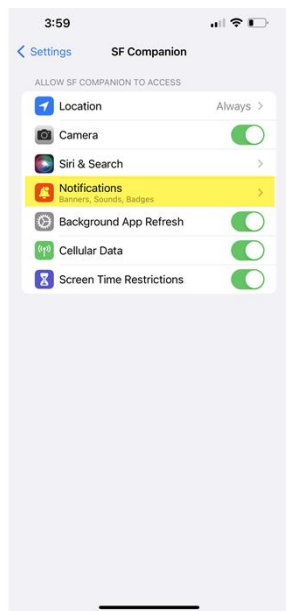 3:59
Settings
SF Companion
ALLOW SF COMPANION TO ACCESS
Location
Always
Camera
Siri & Search
Notifications
Banners, Sounds, Badges
Background App Refresh
Cellular Data
Screen Time Restrictions